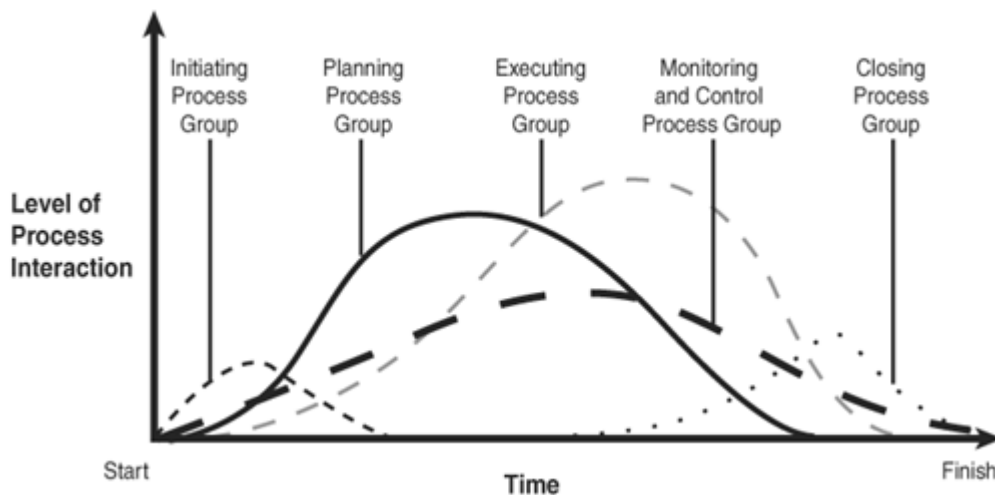 Initiating
Process
Group
Planning
Process
Group
Executing
Process
Group
Monitoring
and Control
Process Group
Closing
Process
Group
Level of
Process
Interaction
Start
Time
Finish